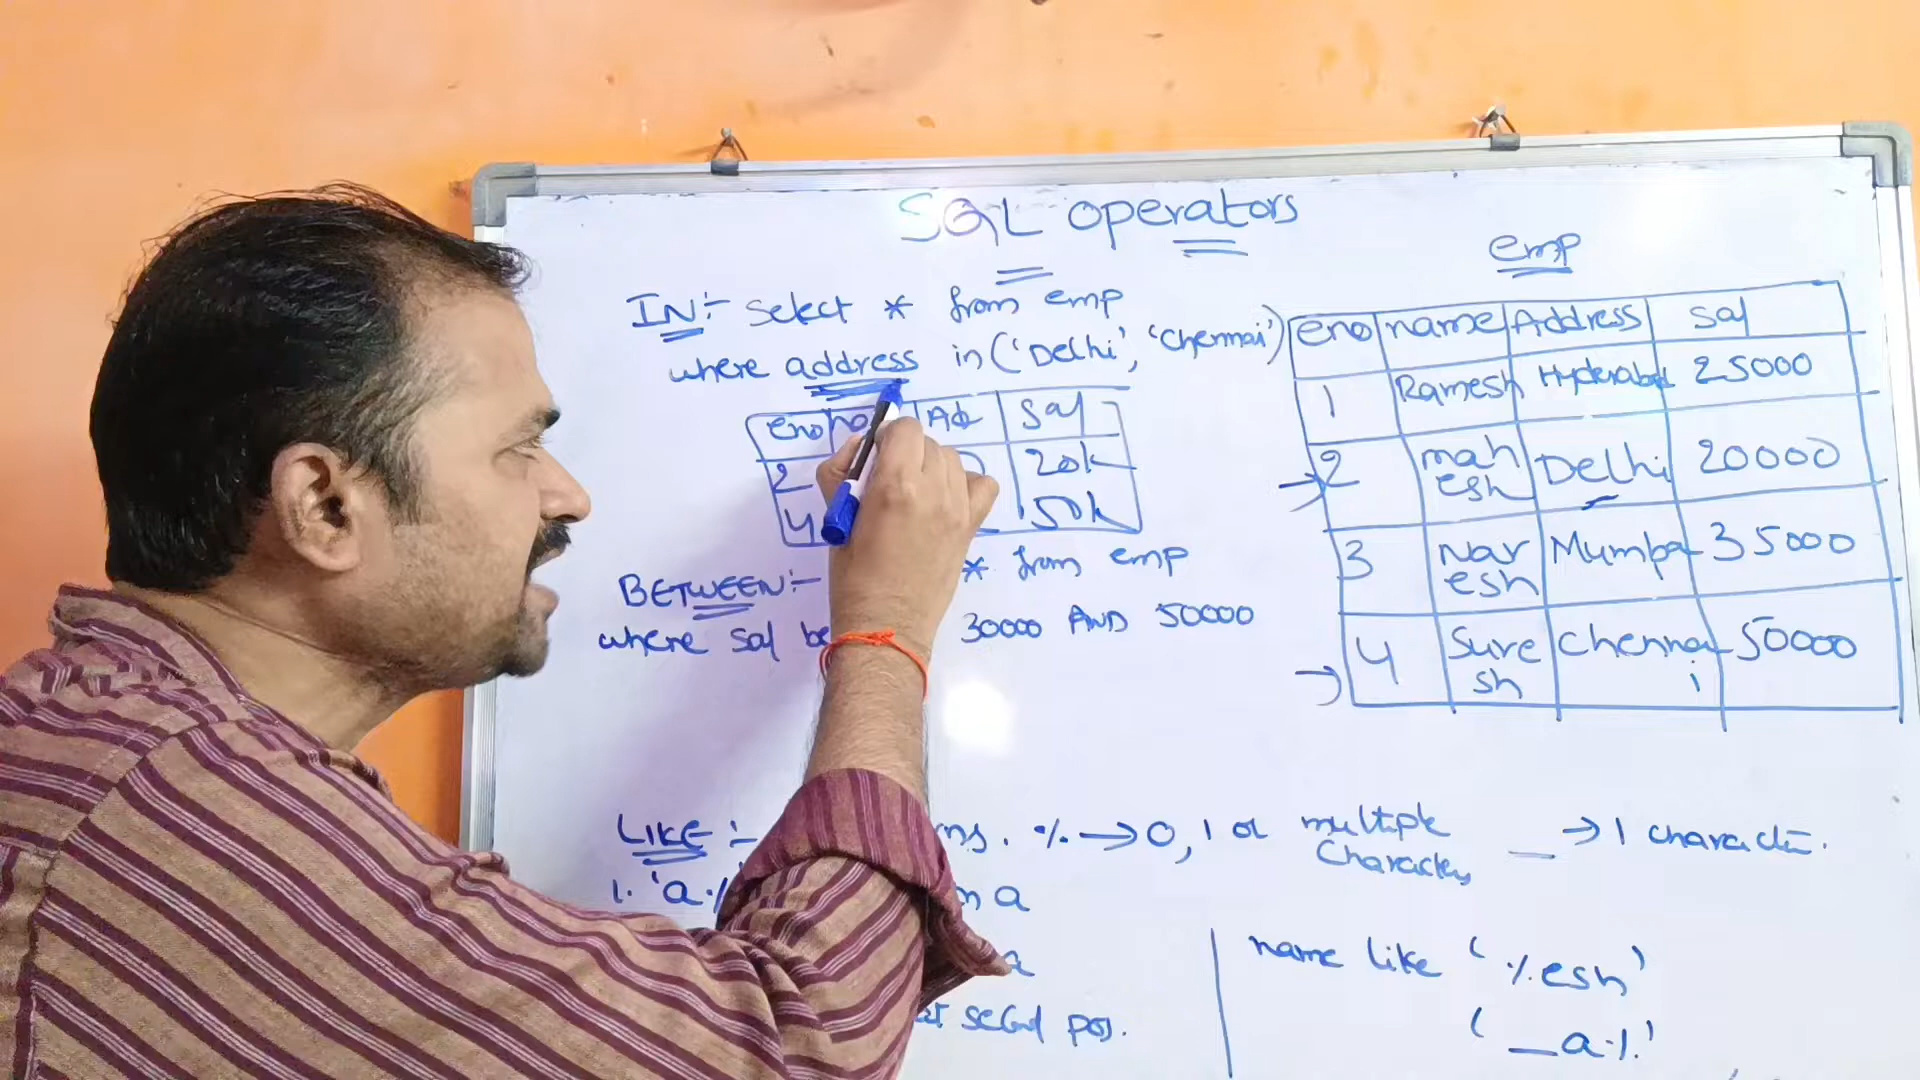 SQL operators
IN:- select * from emp
where address in ('Delhi', 'Chennai')
eno Ad sal
2 20k
4 50k
BETWEEN:- * from emp
where sal be 30000 AND 50000
emp
eno name Address sal
1 Ramesh Hyderabad 25000
2 mahesh Delhi 20000
3 Naresh Mumbai 35000
4 Suresh Chennai 50000
LIKE :- ns. % → 0, 1 or multiple Characters _ → 1 character.
1. 'a% a
a
at second pos.
name like ( '%esh'
( '_a%'